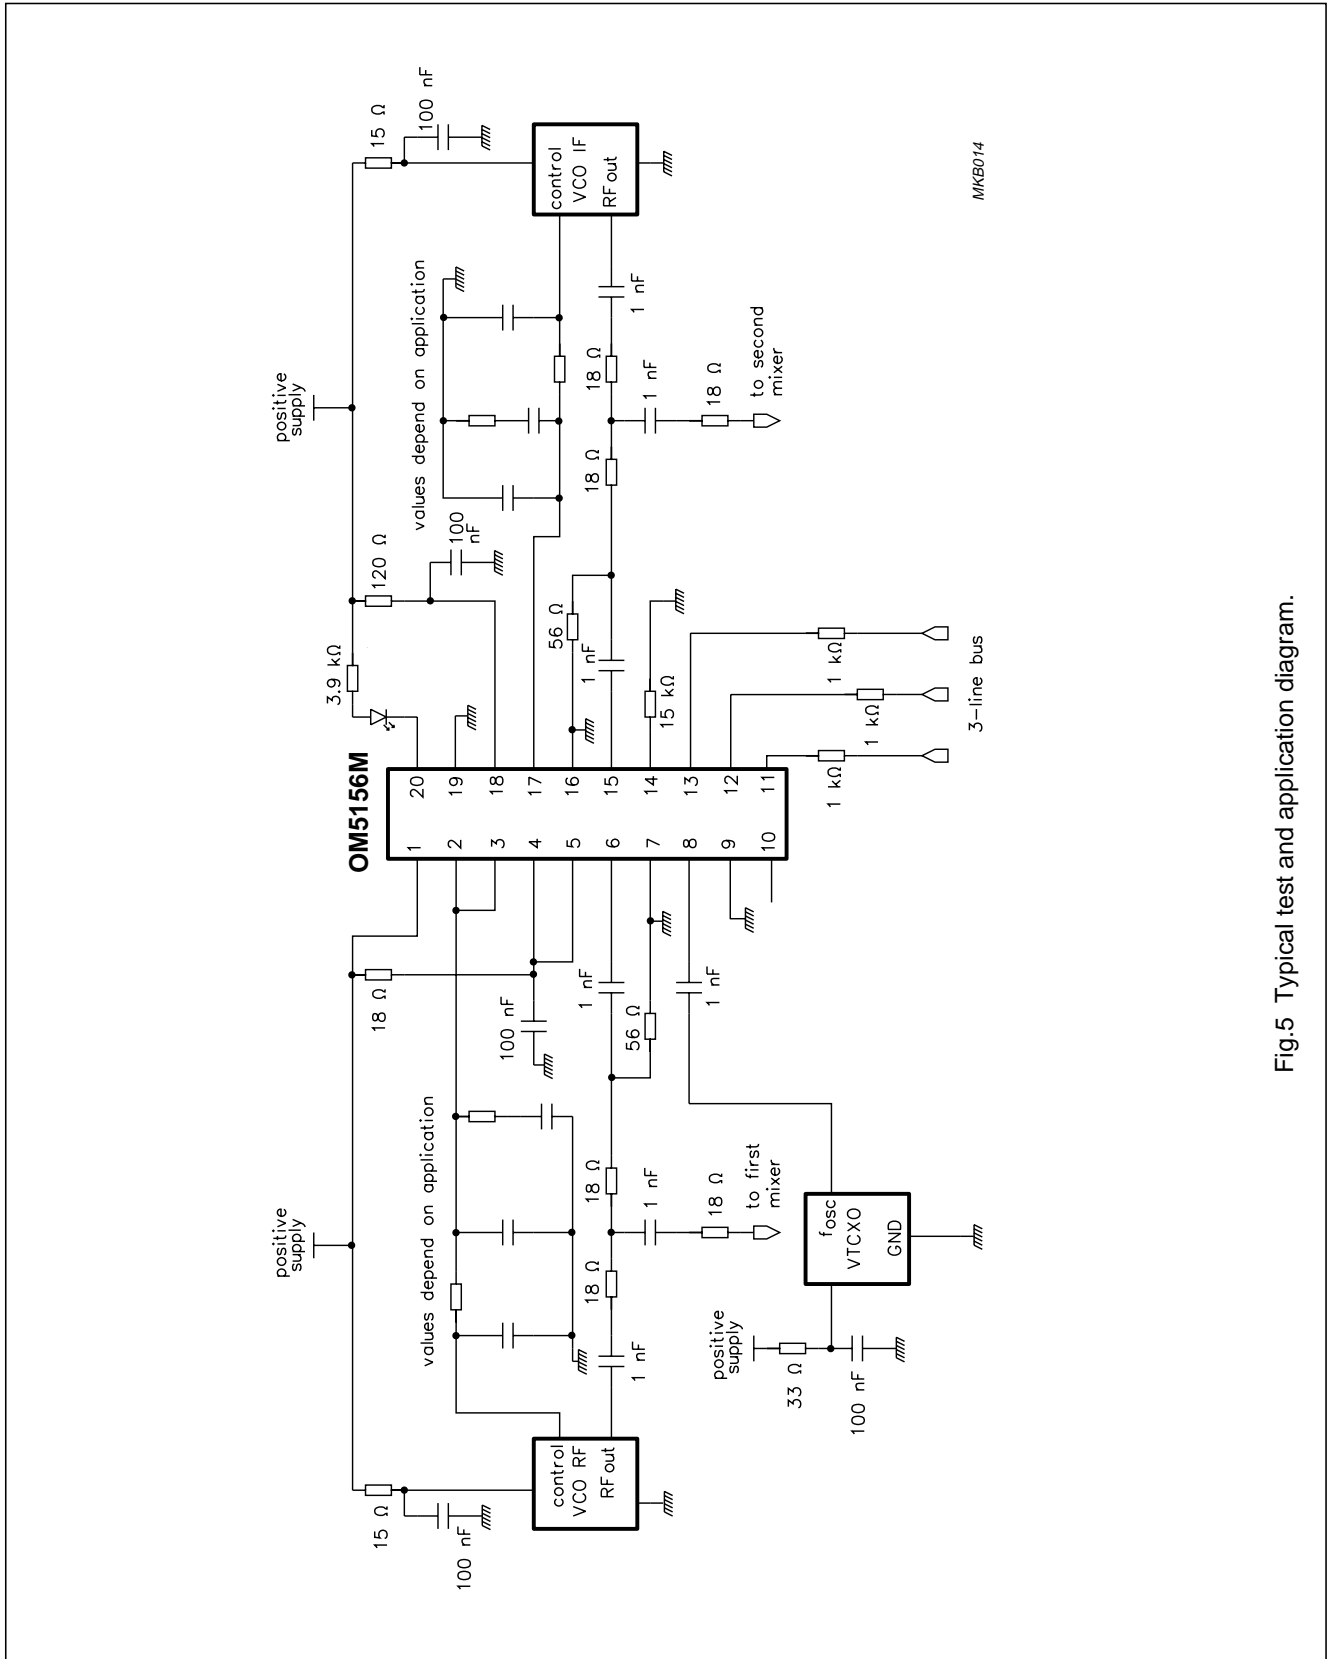 positive
supply
positive
supply
15 Ω
100 nF
18 Ω
3.9 kΩ
120 Ω
100
nF
15 Ω
100 nF
OM5156M
values depend on application
values depend on application
control
VCO RF
RF out
control
VCO IF
RF out
100 nF
1
2
3
4
5
6
7
8
9
10
20
19
18
17
16
15
14
13
12
11
1 nF
18 Ω
18 Ω
1 nF
18 Ω
to first
mixer
1 nF
56 Ω
1 nF
56 Ω
1 nF
18 Ω
18 Ω
1 nF
1 nF
18 Ω
to second
mixer
15 kΩ
1 kΩ
1 kΩ
1 kΩ
3–line bus
positive
supply
33 Ω
100 nF
fosc
VTCXO
GND
MKB014
Fig.5 Typical test and application diagram.